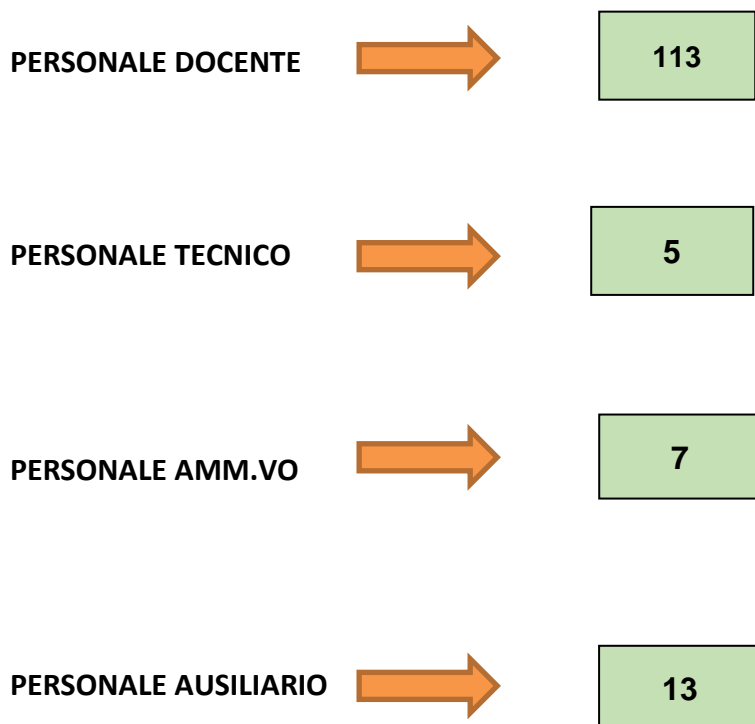 PERSONALE DOCENTE 113
PERSONALE TECNICO 5
PERSONALE AMM.VO 7
PERSONALE AUSILIARIO 13